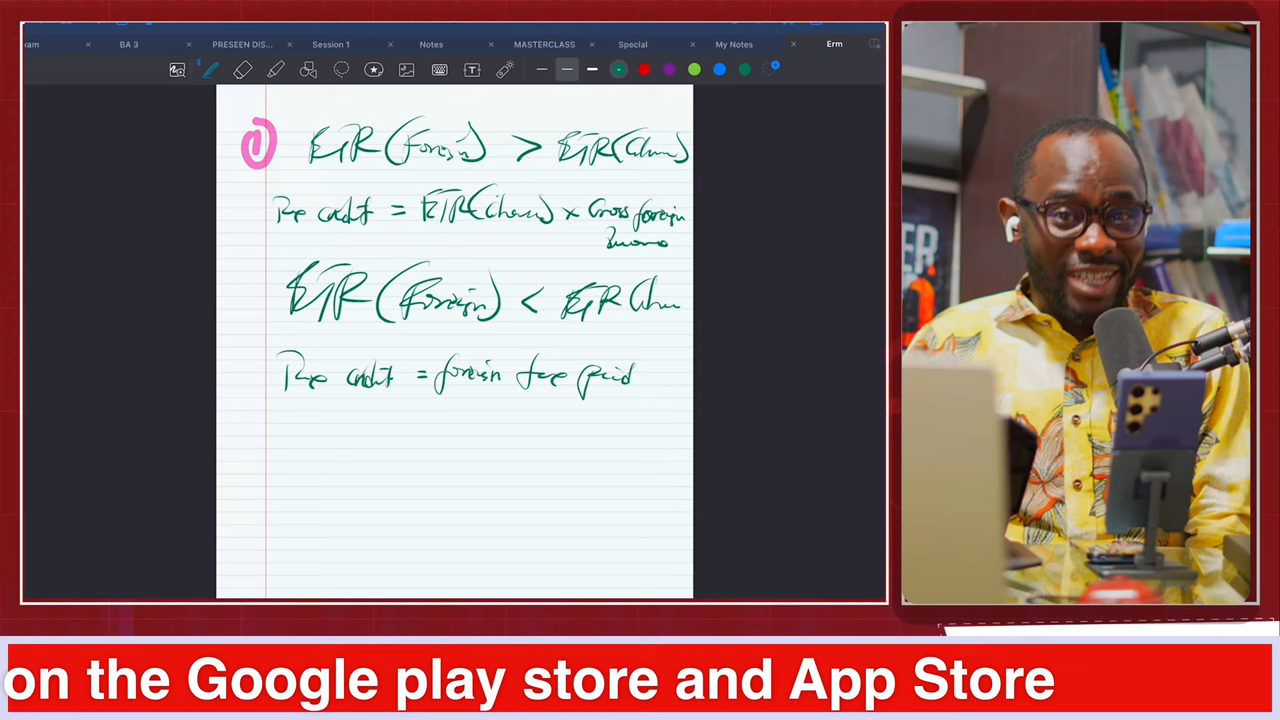 BA 3
PRESEEN DIS...
Session 1
Notes
MASTERCLASS
Special
My Notes
Erm
1
ETR (Foreign) > ETR (Ghana)
Tax credit = ETR (Ghana) x Gross foreign
Income
ETR (Foreign) < ETR (Ghana
Tax credit = foreign tax paid
ER
on the Google play store and App Store